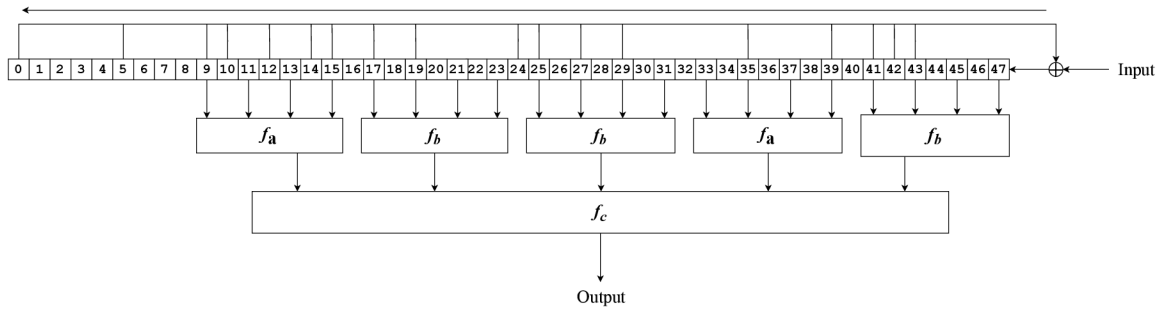 Input
0 1 2 3 4 5 6 7 8 9 10 11 12 13 14 15 16 17 18 19 20 21 22 23 24 25 26 27 28 29 30 31 32 33 34 35 36 37 38 39 40 41 42 43 44 45 46 47
fa fb fb fa fb
fc
Output